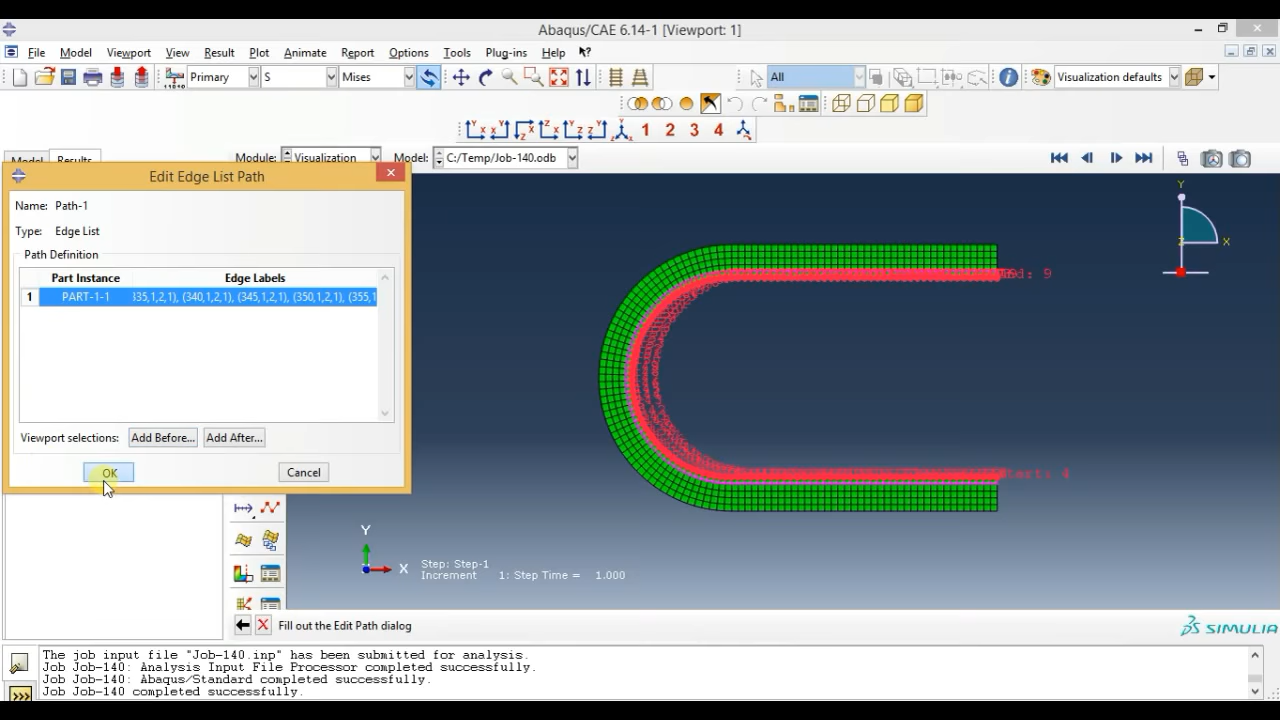 Abaqus/CAE 6.14-1 [Viewport: 1]
File Model Viewport View Result Plot Animate Report Options Tools Plug-ins Help
Primary S Mises All Visualization defaults
1 2 3 4
Model Results Module: Visualization Model: C:/Temp/Job-140.odb
Edit Edge List Path
Name: Path-1
Type: Edge List
Path Definition
Part Instance Edge Labels
1 PART-1-1 335,1,2,1), (340,1,2,1), (345,1,2,1), (350,1,2,1), (355,1
Viewport selections: Add Before... Add After...
OK Cancel
Y
X
Z
End: 9
Start: 4
Y
X
Step: Step-1
Increment 1: Step Time = 1.000
Fill out the Edit Path dialog
SIMULIA
The job input file "Job-140.inp" has been submitted for analysis.
Job Job-140: Analysis Input File Processor completed successfully.
Job Job-140: Abaqus/Standard completed successfully.
Job Job-140 completed successfully.
>>>